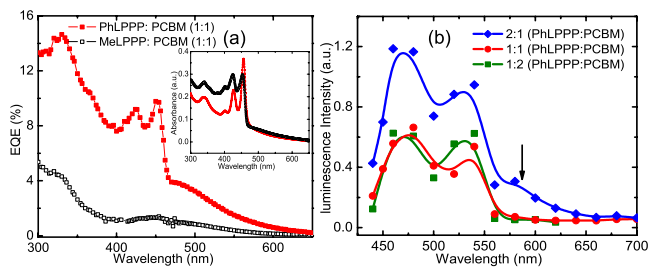 PhLPPP: PCBM (1:1)
MeLPPP: PCBM (1:1)
(a)
16
12
8
4
0
EQE (%)
300 400 500 600
Wavelength (nm)
0.4
0.3
0.2
0.1
0.0
Absorbance (a.u.)
300 400 500 600
Wavelength (nm)
(b)
2:1 (PhLPPP:PCBM)
1:1 (PhLPPP:PCBM)
1:2 (PhLPPP:PCBM)
1.2
0.8
0.4
0.0
luminescence Intensity (a.u.)
450 500 550 600 650 700
Wavelength (nm)